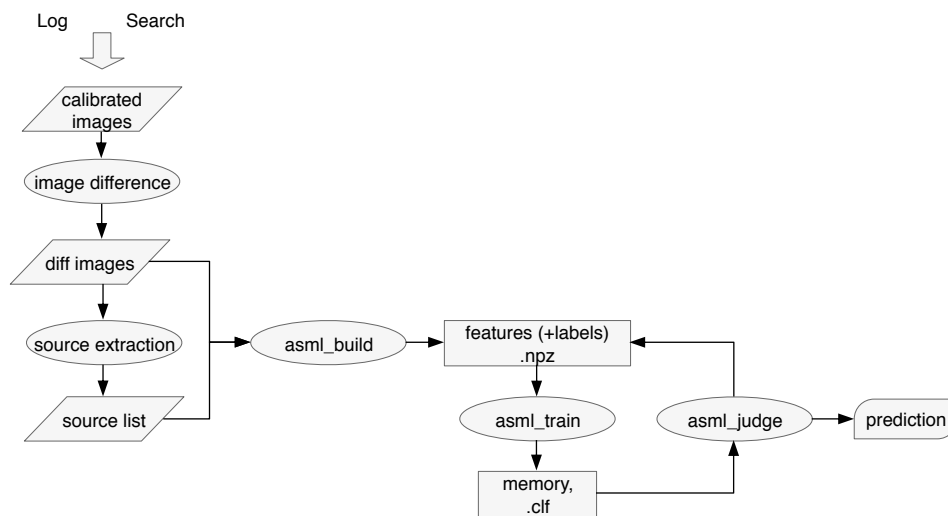 Log Search
calibrated
images
image difference
diff images
source extraction
source list
asml_build
features (+labels)
.npz
asml_train
memory,
.clf
asml_judge
prediction